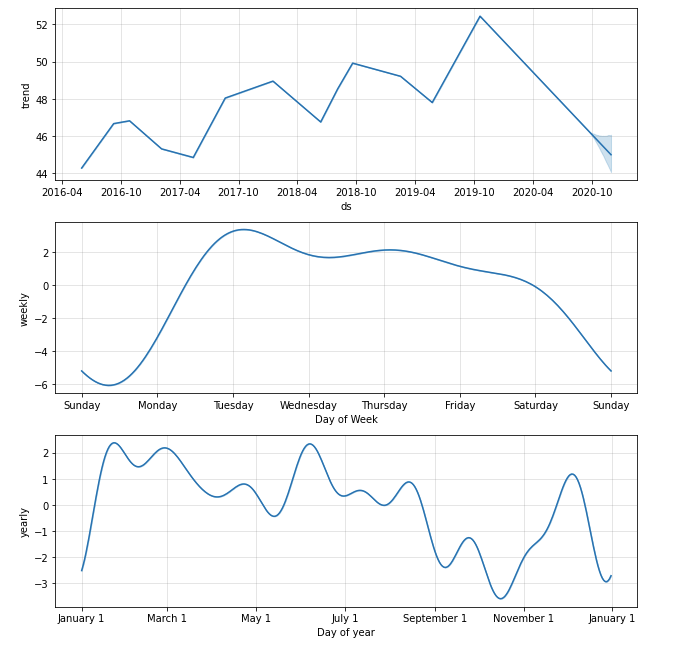 52
50
48
46
44
trend
2016-04 2016-10 2017-04 2017-10 2018-04 2018-10 2019-04 2019-10 2020-04 2020-10
ds
2
0
−2
−4
−6
weekly
Sunday Monday Tuesday Wednesday Thursday Friday Saturday Sunday
Day of Week
2
1
0
−1
−2
−3
yearly
January 1 March 1 May 1 July 1 September 1 November 1 January 1
Day of year